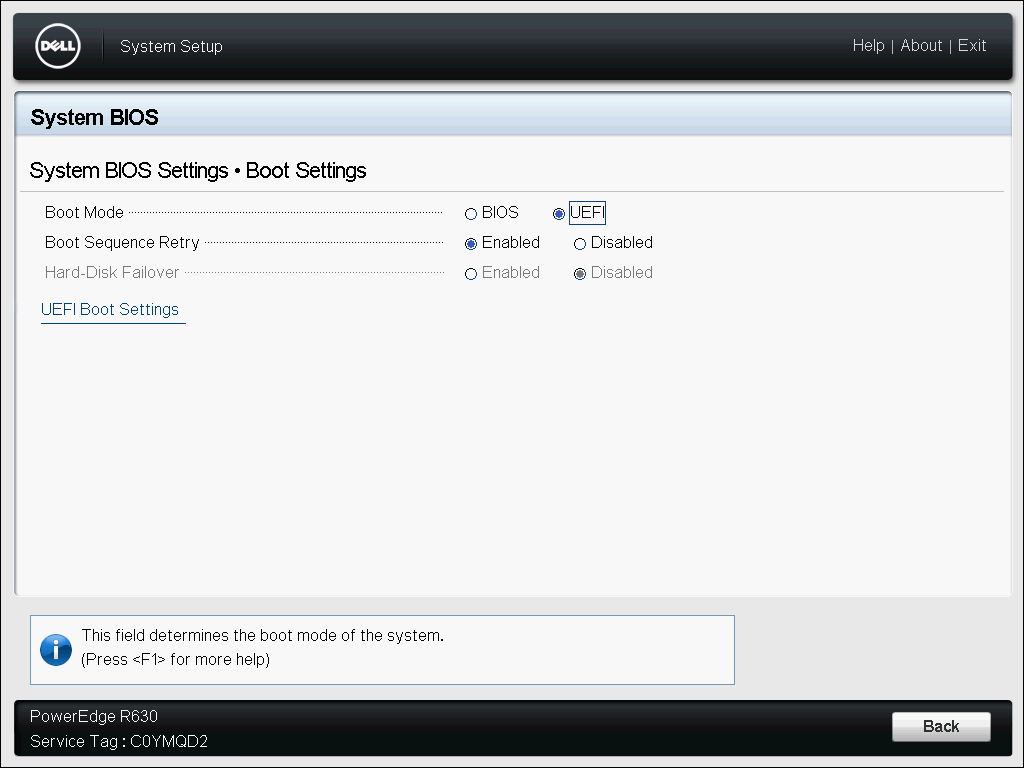 DELL System Setup Help | About | Exit
System BIOS
System BIOS Settings • Boot Settings
Boot Mode BIOS UEFI
Boot Sequence Retry Enabled Disabled
Hard-Disk Failover Enabled Disabled
UEFI Boot Settings
This field determines the boot mode of the system.
(Press <F1> for more help)
PowerEdge R630
Service Tag : C0YMQD2
Back